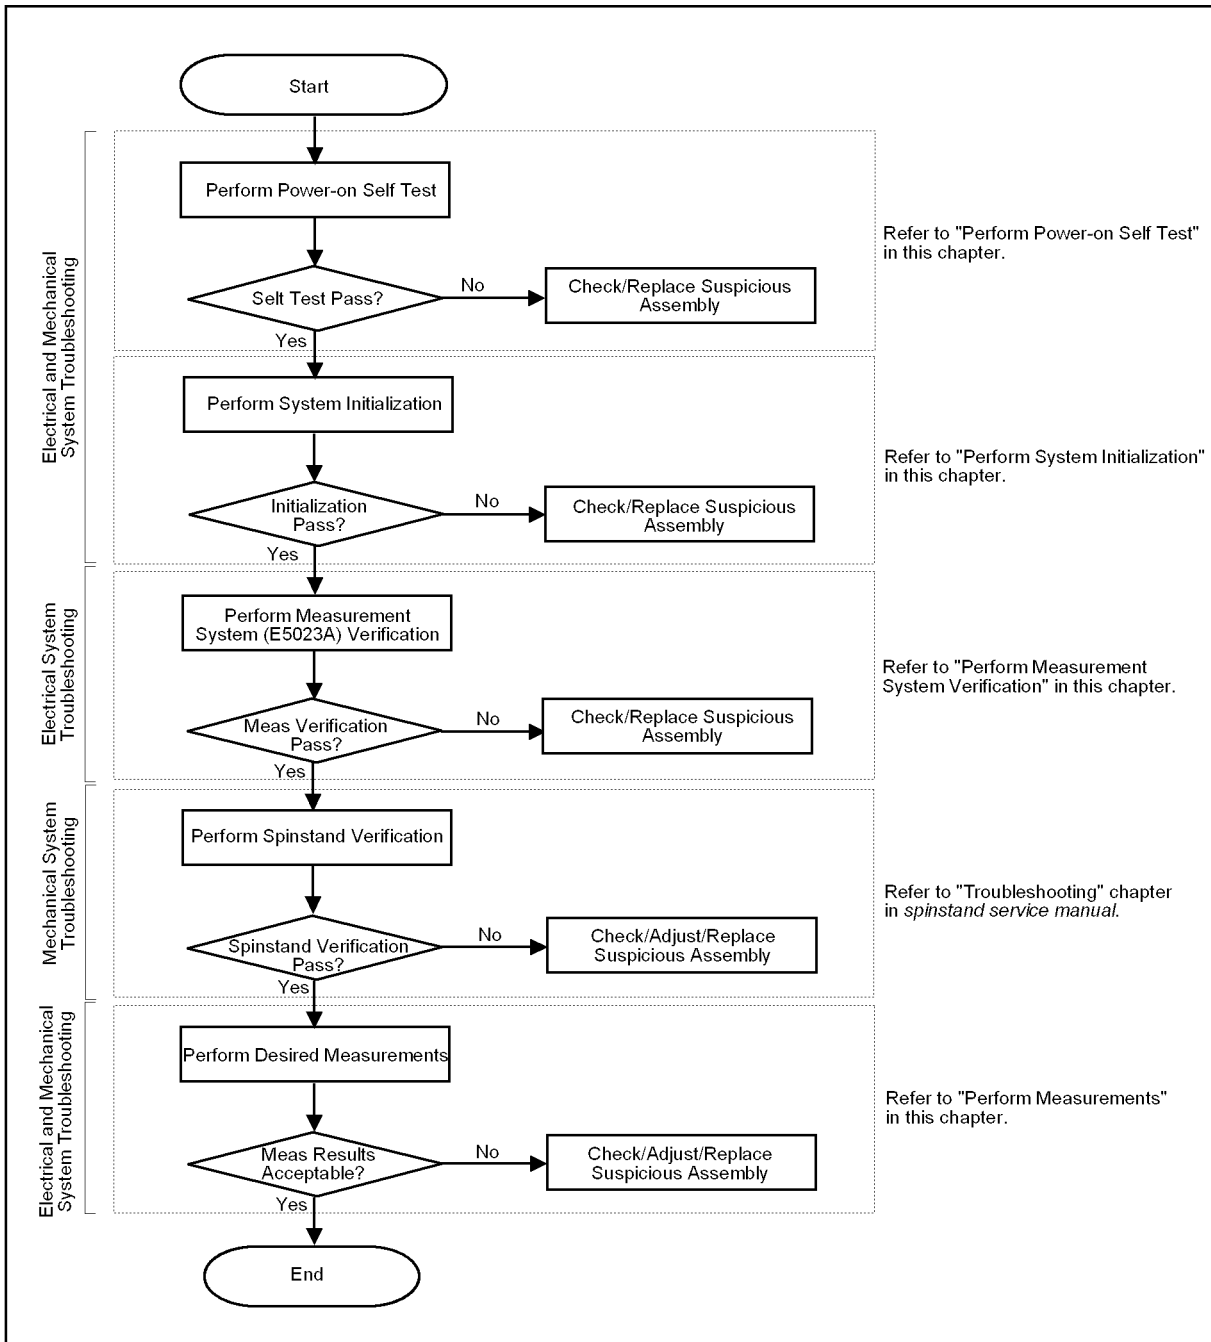 Start
Electrical and Mechanical
System Troubleshooting
Perform Power-on Self Test
Selt Test Pass?
No
Check/Replace Suspicious
Assembly
Yes
Refer to "Perform Power-on Self Test"
in this chapter.
Perform System Initialization
Initialization
Pass?
No
Check/Replace Suspicious
Assembly
Yes
Refer to "Perform System Initialization"
in this chapter.
Electrical System
Troubleshooting
Perform Measurement
System (E5023A) Verification
Meas Verification
Pass?
No
Check/Replace Suspicious
Assembly
Yes
Refer to "Perform Measurement
System Verification" in this chapter.
Mechanical System
Troubleshooting
Perform Spinstand Verification
Spinstand Verification
Pass?
No
Check/Adjust/Replace
Suspicious Assembly
Yes
Refer to "Troubleshooting" chapter
in spinstand service manual.
Electrical and Mechanical
System Troubleshooting
Perform Desired Measurements
Meas Results
Acceptable?
No
Check/Adjust/Replace
Suspicious Assembly
Yes
Refer to "Perform Measurements"
in this chapter.
End